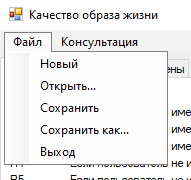 Качество образа жизни
Файл Консультация
Новый
Открыть...
Сохранить
Сохранить как...
Выход